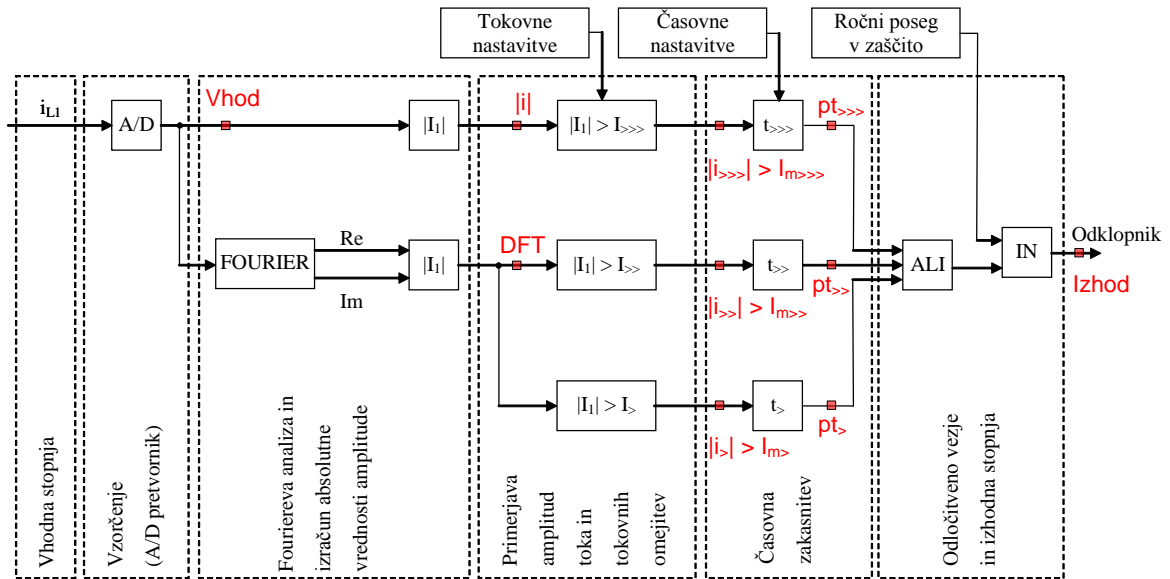 Tokovne
nastavitve
Časovne
nastavitve
Ročni poseg
v zaščito
i_L1
A/D
Vhod
|I₁|
|i|
|I₁| > I>>>
t>>>
pt>>>
|i>>>| > Im>>>
FOURIER
Re
Im
|I₁|
DFT
|I₁| > I>>
t>>
pt>>
|i>>| > Im>>
ALI
IN
Odklopnik
Izhod
|I₁| > I>
t>
pt>
|i>| > Im>
Vhodna stopnja
Vzorčenje
(A/D pretvornik)
Fouriereva analiza in
izračun absolutne
vrednosti amplitude
Primerjava
amplitud
toka in
tokovnih
omejitev
Časovna
zakasnitev
Odločitveno vezje
in izhodna stopnja